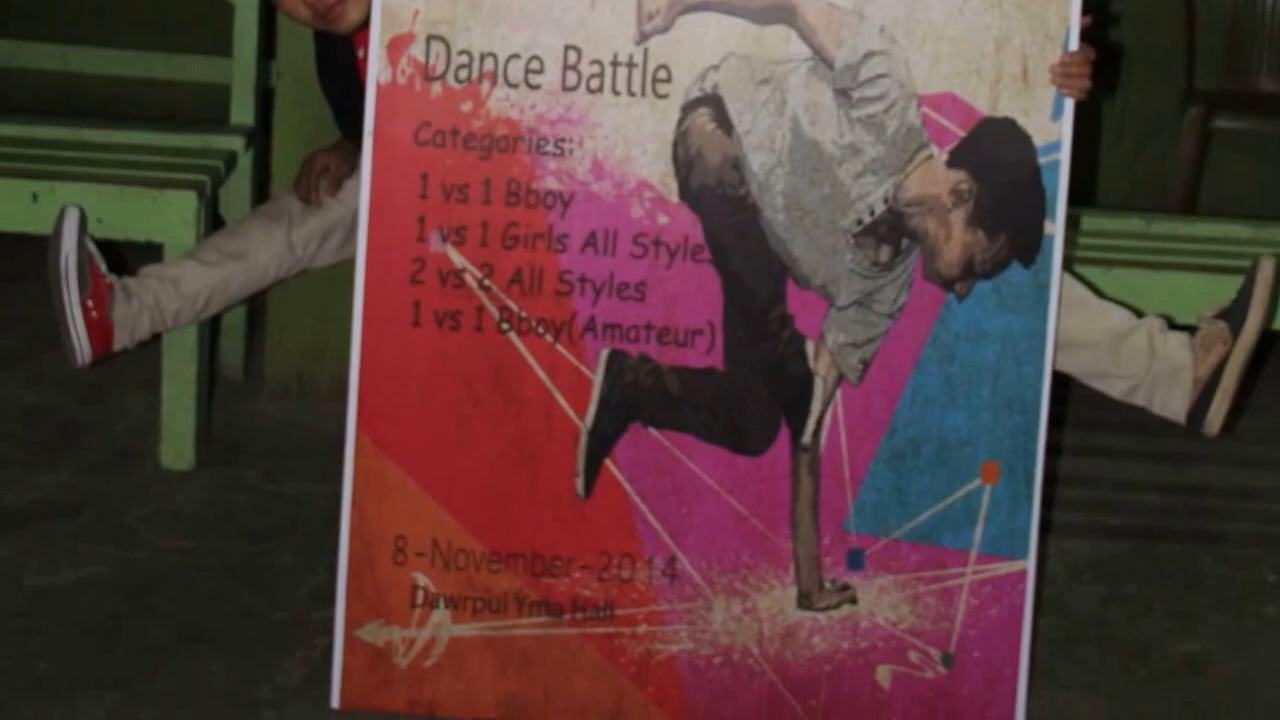 Dance Battle
Categories:
1 vs 1 Bboy
1 vs 1 Girls All Styles
2 vs 2 All Styles
1 vs 1 Bboy(Amateur)
8-November-2014
Dawrpui Yma Hall